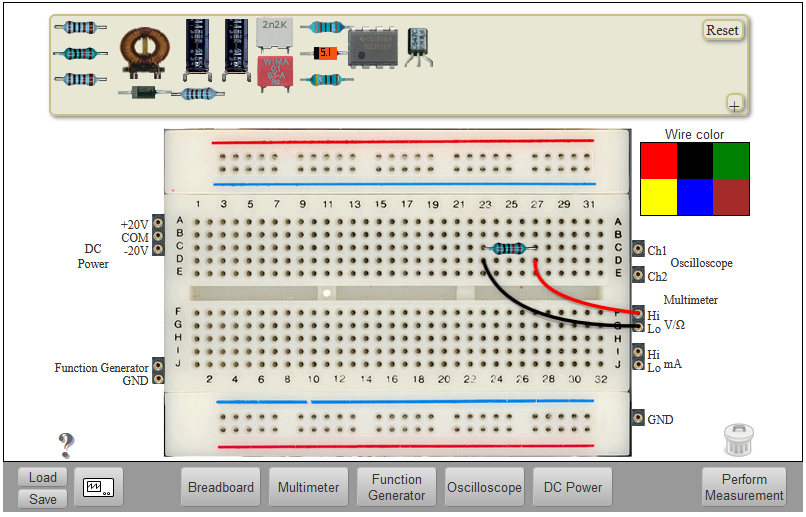 2n2K
Reset
5.1
WIMA
+
Wire color
1 3 5 7 9 11 13 15 17 19 21 23 25 27 29 31
A A
B B
C C
D D
E E
+20V
COM
-20V
DC
Power
Ch1
Oscilloscope
Ch2
Multimeter
Hi
Lo V/Ω
F F
G G
H H
I I
J J
Hi
Lo mA
Function Generator
GND
2 4 6 8 10 12 14 16 18 20 22 24 26 28 30 32
GND
?
Load
Save
Breadboard
Multimeter
Function
Generator
Oscilloscope
DC Power
Perform
Measurement